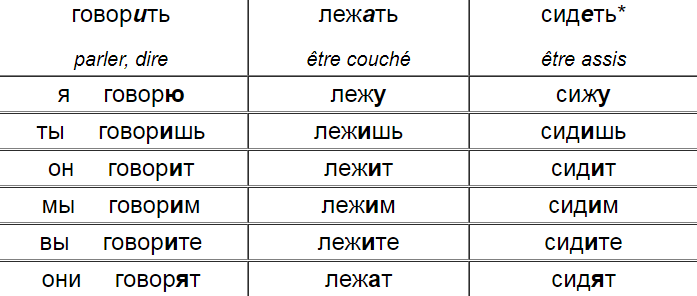 говорить лежать сидеть*
parler, dire être couché être assis
я говорю лежу сижу
ты говоришь лежишь сидишь
он говорит лежит сидит
мы говорим лежим сидим
вы говорите лежите сидите
они говорят лежат сидят